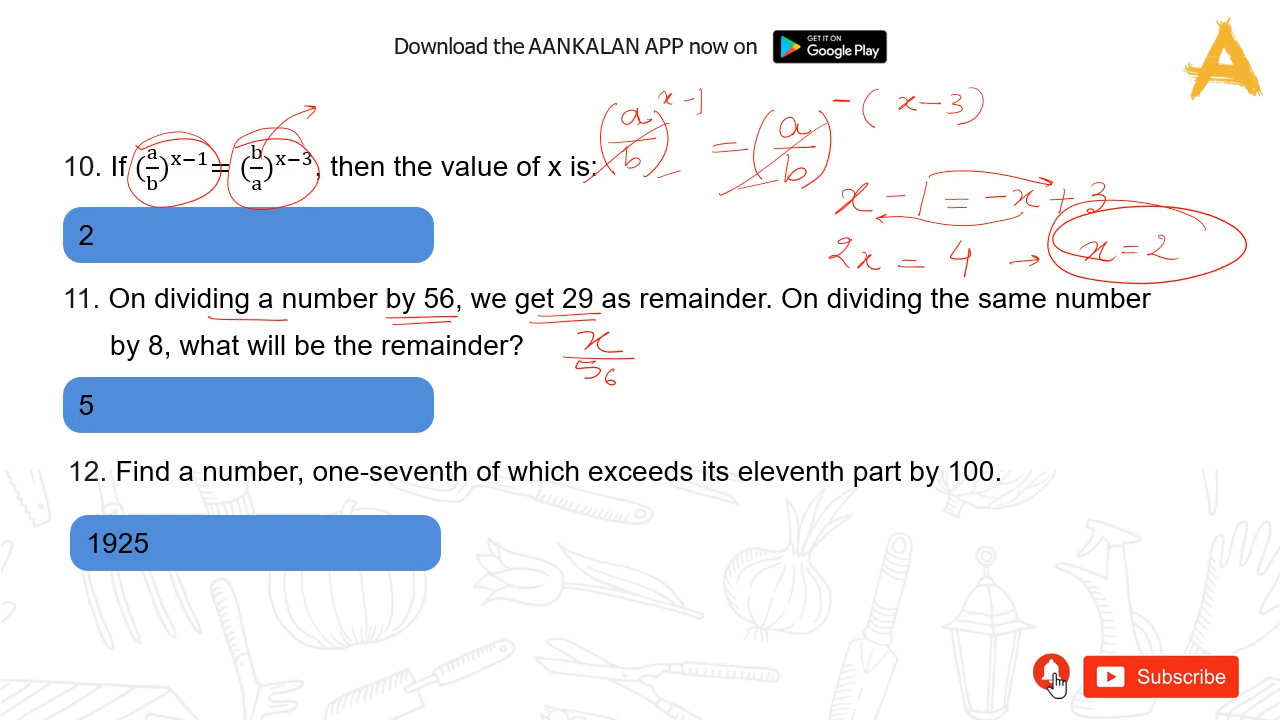 Download the AANKALAN APP now on GET IT ON Google Play
A
10. If (a/b)^x−1 = (b/a)^x−3, then the value of x is:
(a/b)^x-1 = (a/b)^-(x-3)
x - 1 = -x + 3
2x = 4 → x = 2
2
11. On dividing a number by 56, we get 29 as remainder. On dividing the same number
by 8, what will be the remainder?
x/56
5
12. Find a number, one-seventh of which exceeds its eleventh part by 100.
1925
Subscribe